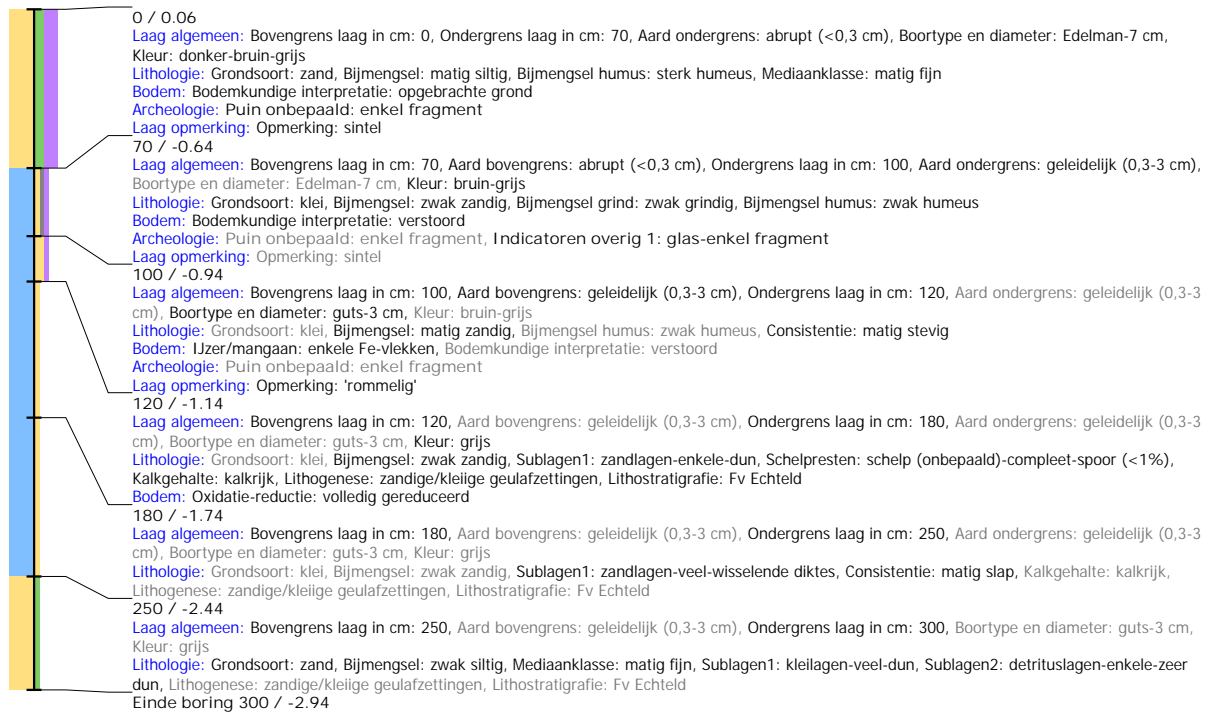 0 / 0.06
Laag algemeen: Bovengrens laag in cm: 0, Ondergrens laag in cm: 70, Aard ondergrens: abrupt (<0,3 cm), Boortype en diameter: Edelman-7 cm,
Kleur: donker-bruin-grijs
Lithologie: Grondsoort: zand, Bijmengsel: matig siltig, Bijmengsel humus: sterk humeus, Mediaanklasse: matig fijn
Bodem: Bodemkundige interpretatie: opgebrachte grond
Archeologie: Puin onbepaald: enkel fragment
Laag opmerking: Opmerking: sintel
70 / -0.64
Laag algemeen: Bovengrens laag in cm: 70, Aard bovengrens: abrupt (<0,3 cm), Ondergrens laag in cm: 100, Aard ondergrens: geleidelijk (0,3-3 cm),
Boortype en diameter: Edelman-7 cm, Kleur: bruin-grijs
Lithologie: Grondsoort: klei, Bijmengsel: zwak zandig, Bijmengsel grind: zwak grindig, Bijmengsel humus: zwak humeus
Bodem: Bodemkundige interpretatie: verstoord
Archeologie: Puin onbepaald: enkel fragment, Indicatoren overig 1: glas-enkel fragment
Laag opmerking: Opmerking: sintel
100 / -0.94
Laag algemeen: Bovengrens laag in cm: 100, Aard bovengrens: geleidelijk (0,3-3 cm), Ondergrens laag in cm: 120, Aard ondergrens: geleidelijk (0,3-3
cm), Boortype en diameter: guts-3 cm, Kleur: bruin-grijs
Lithologie: Grondsoort: klei, Bijmengsel: matig zandig, Bijmengsel humus: zwak humeus, Consistentie: matig stevig
Bodem: IJzer/mangaan: enkele Fe-vlekken, Bodemkundige interpretatie: verstoord
Archeologie: Puin onbepaald: enkel fragment
Laag opmerking: Opmerking: 'rommelig'
120 / -1.14
Laag algemeen: Bovengrens laag in cm: 120, Aard bovengrens: geleidelijk (0,3-3 cm), Ondergrens laag in cm: 180, Aard ondergrens: geleidelijk (0,3-3
cm), Boortype en diameter: guts-3 cm, Kleur: grijs
Lithologie: Grondsoort: klei, Bijmengsel: zwak zandig, Sublagen1: zandlagen-enkele-dun, Schelpresten: schelp (onbepaald)-compleet-spoor (<1%),
Kalkgehalte: kalkrijk, Lithogenese: zandige/kleiige geulafzettingen, Lithostratigrafie: Fv Echteld
Bodem: Oxidatie-reductie: volledig gereduceerd
180 / -1.74
Laag algemeen: Bovengrens laag in cm: 180, Aard bovengrens: geleidelijk (0,3-3 cm), Ondergrens laag in cm: 250, Aard ondergrens: geleidelijk (0,3-3
cm), Boortype en diameter: guts-3 cm, Kleur: grijs
Lithologie: Grondsoort: klei, Bijmengsel: zwak zandig, Sublagen1: zandlagen-veel-wisselende diktes, Consistentie: matig slap, Kalkgehalte: kalkrijk,
Lithogenese: zandige/kleiige geulafzettingen, Lithostratigrafie: Fv Echteld
250 / -2.44
Laag algemeen: Bovengrens laag in cm: 250, Aard bovengrens: geleidelijk (0,3-3 cm), Ondergrens laag in cm: 300, Boortype en diameter: guts-3 cm,
Kleur: grijs
Lithologie: Grondsoort: zand, Bijmengsel: zwak siltig, Mediaanklasse: matig fijn, Sublagen1: kleilagen-veel-dun, Sublagen2: detrituslagen-enkele-zeer
dun, Lithogenese: zandige/kleiige geulafzettingen, Lithostratigrafie: Fv Echteld
Einde boring 300 / -2.94